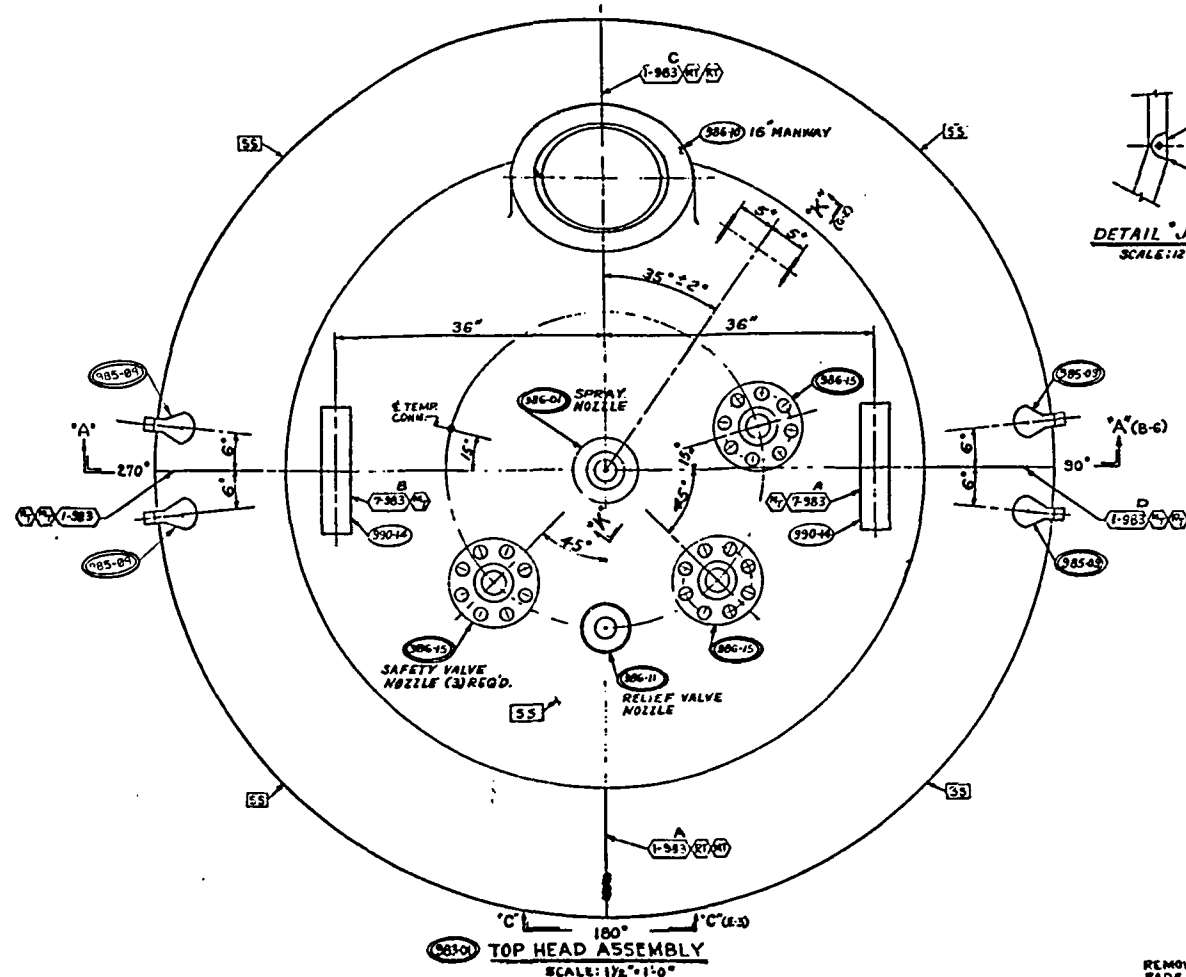 C
1-983 MT RT
986-10 16" MANWAY
SS
SS
"K"
5°
5°
DETAIL "J
SCALE:12
35° ± 2°
36"
36"
985-09
986-01 SPRAY
NOZZLE
986-15
985-09
℄ TEMP.
CONN.
15°
15°
"A"
270°
6°
6°
45°
6°
6°
"A" (B-6)
90°
B
7-983
990-14
A
7-983
990-14
1-983
D
1-983
985-09
985-09
"K"
45°
986-15
SAFETY VALVE
NOZZLE (3) REQ'D.
986-15
986-11
RELIEF VALVE
NOZZLE
SS
SS
SS
A
1-983 RT MT
"C"
180°
"C" (E-3)
983-01 TOP HEAD ASSEMBLY
SCALE: 1½"=1'-0"
REMOV